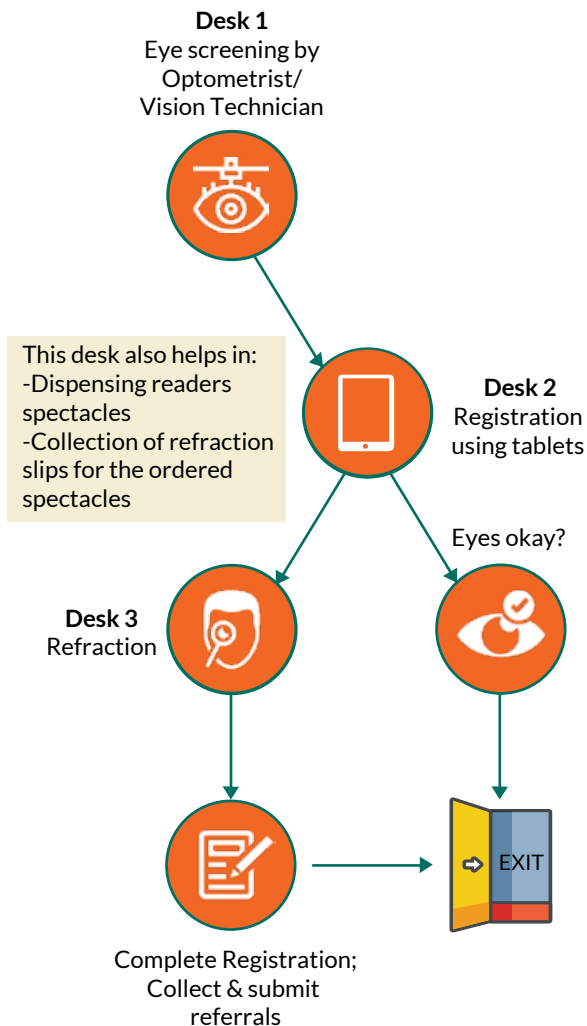 Desk 1
Eye screening by
Optometrist/
Vision Technician
This desk also helps in:
-Dispensing readers
spectacles
-Collection of refraction
slips for the ordered
spectacles
Desk 2
Registration
using tablets
Eyes okay?
Desk 3
Refraction
EXIT
Complete Registration;
Collect & submit
referrals